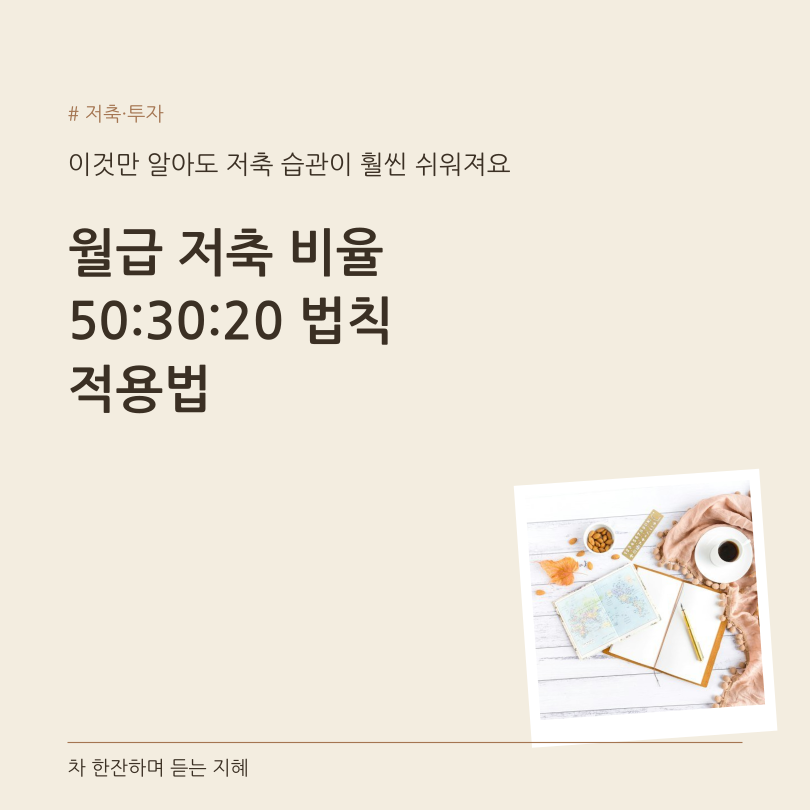 # 저축·투자
이것만 알아도 저축 습관이 훨씬 쉬워져요
월급 저축 비율
50:30:20 법칙
적용법
차 한잔하며 듣는 지혜